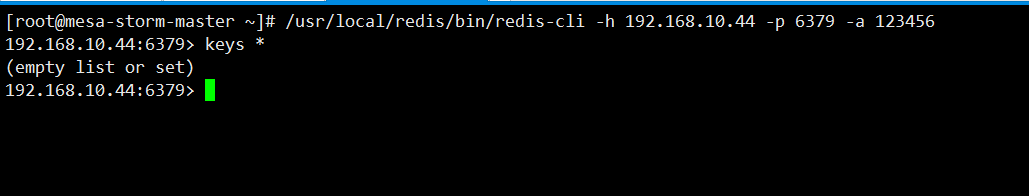 [root@mesa-storm-master ~]# /usr/local/redis/bin/redis-cli -h 192.168.10.44 -p 6379 -a 123456
192.168.10.44:6379> keys *
(empty list or set)
192.168.10.44:6379>